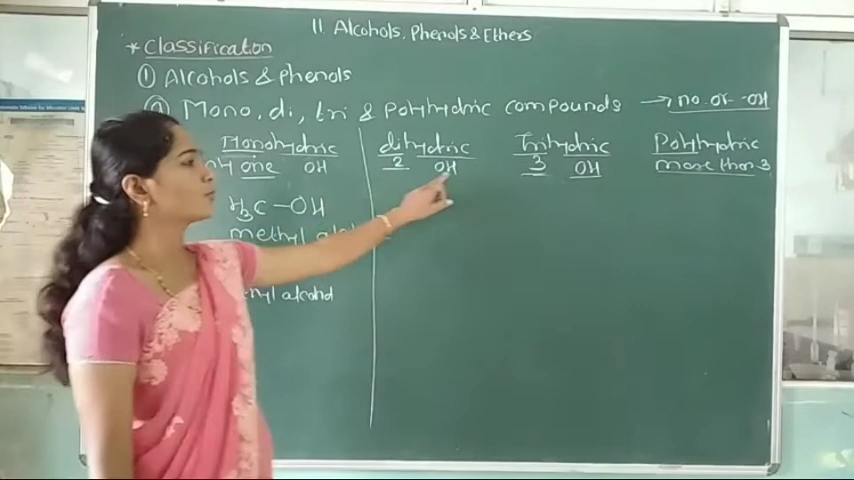 11. Alcohols, Phenols & Ethers
* Classification
① Alcohols & Phenols
Mono, di, tri & Polyhydric compounds → no. of -OH
Monohydric dihydric Trihydric Polyhydric
one OH 2 OH 3 OH more than 3
H3C - OH
methyl
alcohol